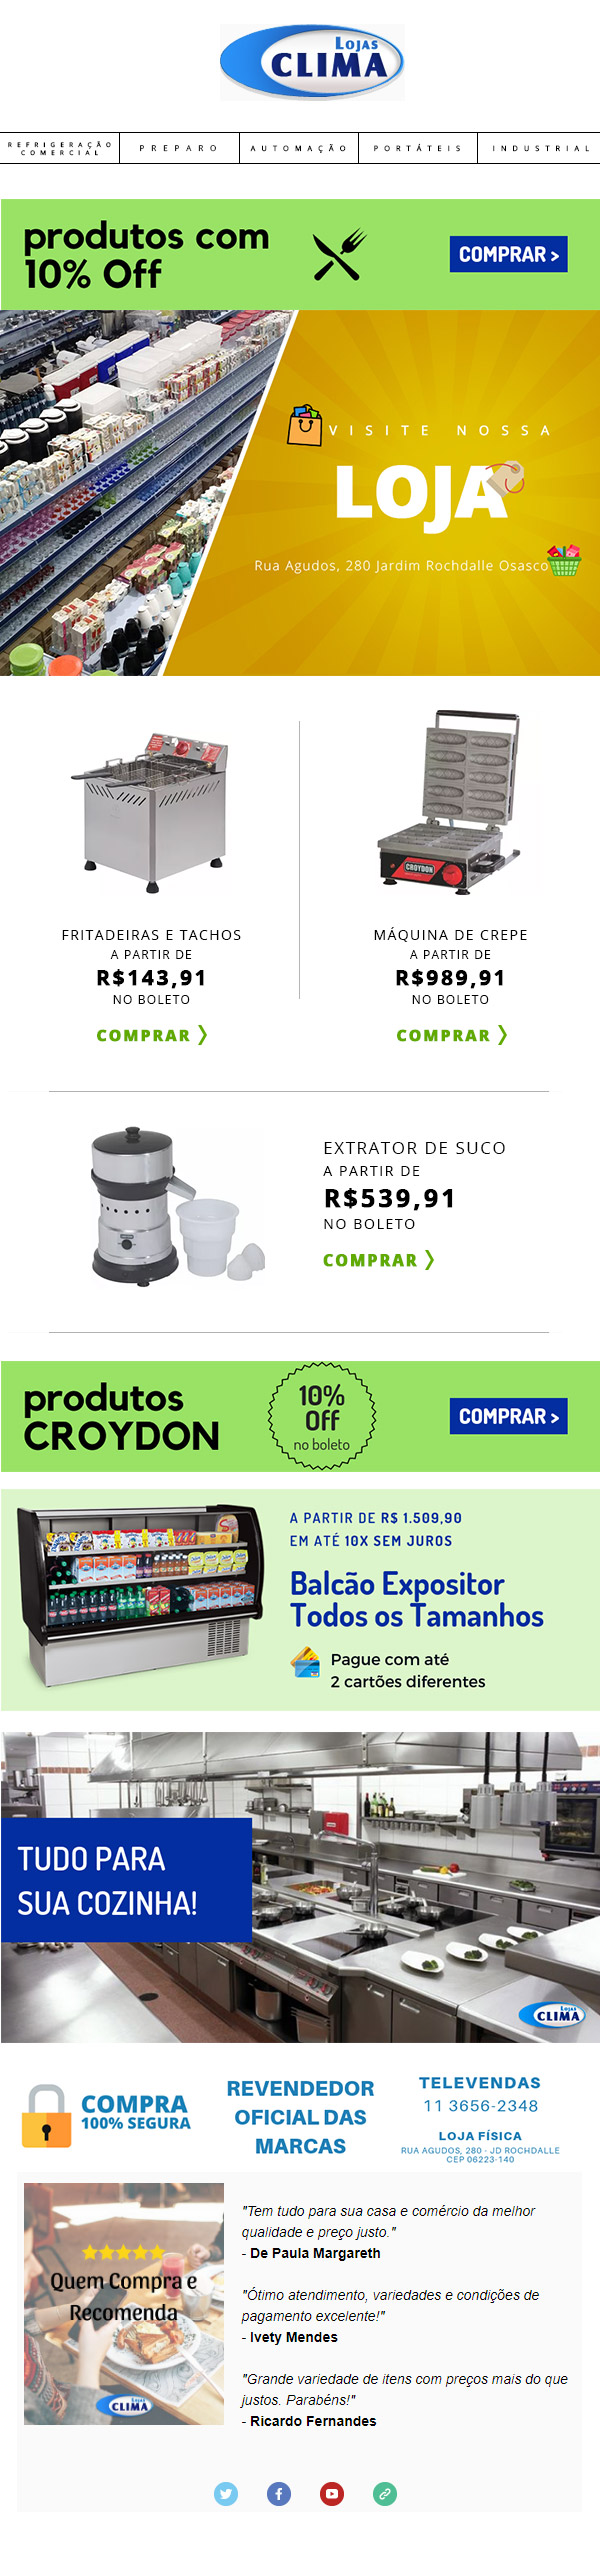 Lojas
CLIMA
REFRIGERAÇÃO
COMERCIAL
PREPARO
AUTOMAÇÃO
PORTÁTEIS
INDUSTRIAL
produtos com
10% Off
COMPRAR >
VISITE NOSSA
LOJA
Rua Agudos, 280 Jardim Rochdalle Osasco
CROYDON
FRITADEIRAS E TACHOS
A PARTIR DE
R$143,91
NO BOLETO
COMPRAR ❭
MÁQUINA DE CREPE
A PARTIR DE
R$989,91
NO BOLETO
COMPRAR ❭
EXTRATOR DE SUCO
A PARTIR DE
R$539,91
NO BOLETO
COMPRAR ❭
produtos
CROYDON
10%
Off
no boleto
COMPRAR >
A PARTIR DE R$ 1.509,90
EM ATÉ 10X SEM JUROS
Balcão Expositor
Todos os Tamanhos
Pague com até
2 cartões diferentes
TUDO PARA
SUA COZINHA!
Lojas
CLIMA
COMPRA
100% SEGURA
REVENDEDOR
OFICIAL DAS
MARCAS
TELEVENDAS
11 3656-2348
LOJA FÍSICA
RUA AGUDOS, 280 - JD ROCHDALLE
CEP 06223-140
Quem Compra e
Recomenda
Lojas
CLIMA
"Tem tudo para sua casa e comércio da melhor
qualidade e preço justo."
- De Paula Margareth
"Ótimo atendimento, variedades e condições de
pagamento excelente!"
- Ivety Mendes
"Grande variedade de itens com preços mais do que
justos. Parabéns!"
- Ricardo Fernandes